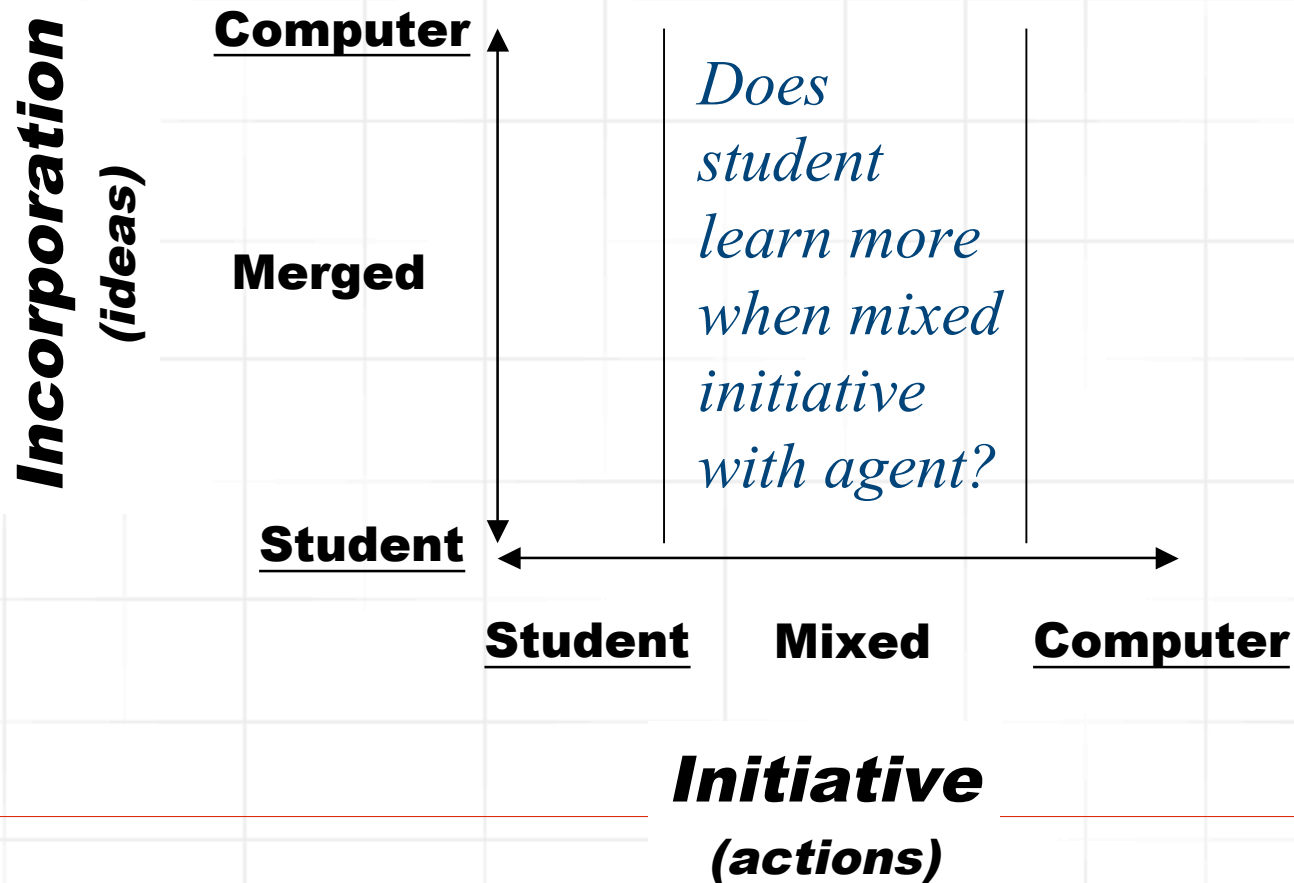 Incorporation
(ideas)
Computer
Merged
Student
Does
student
learn more
when mixed
initiative
with agent?
Student Mixed Computer
Initiative
(actions)